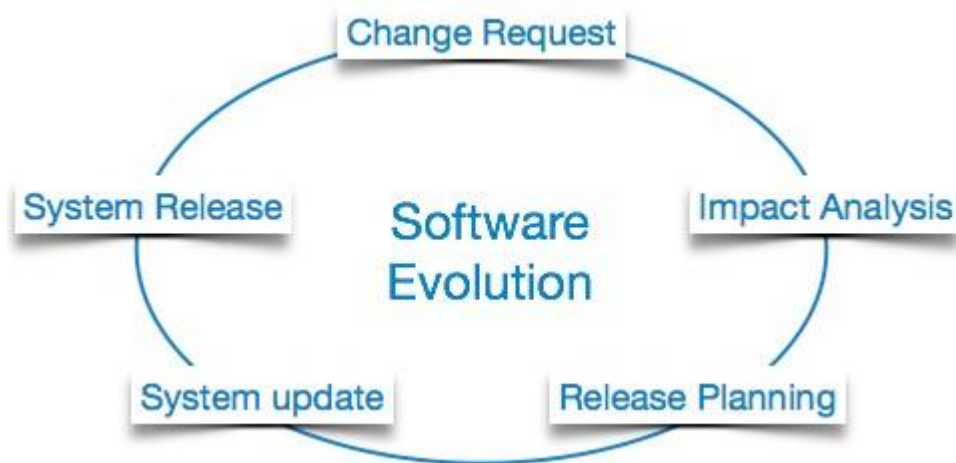 Change Request
System Release
Impact Analysis
Software
Evolution
System update
Release Planning